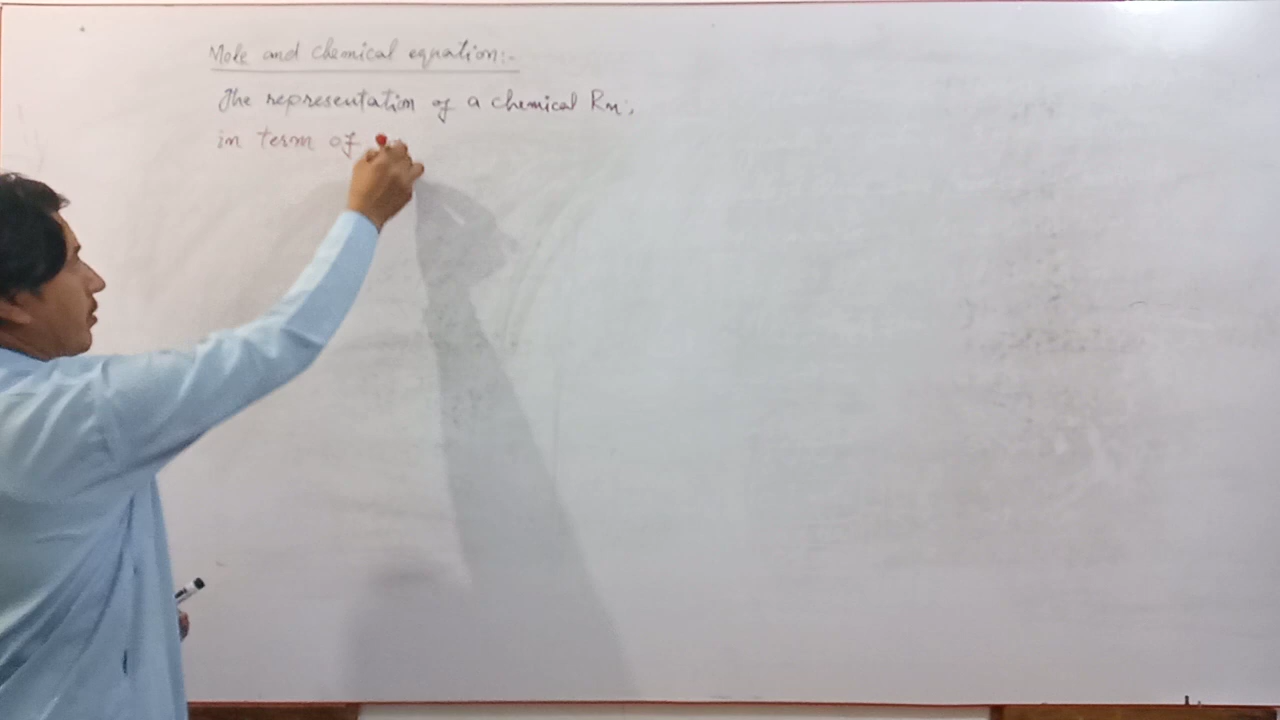 Mole and chemical equation:-
The representation of a chemical Rxn;
in term of